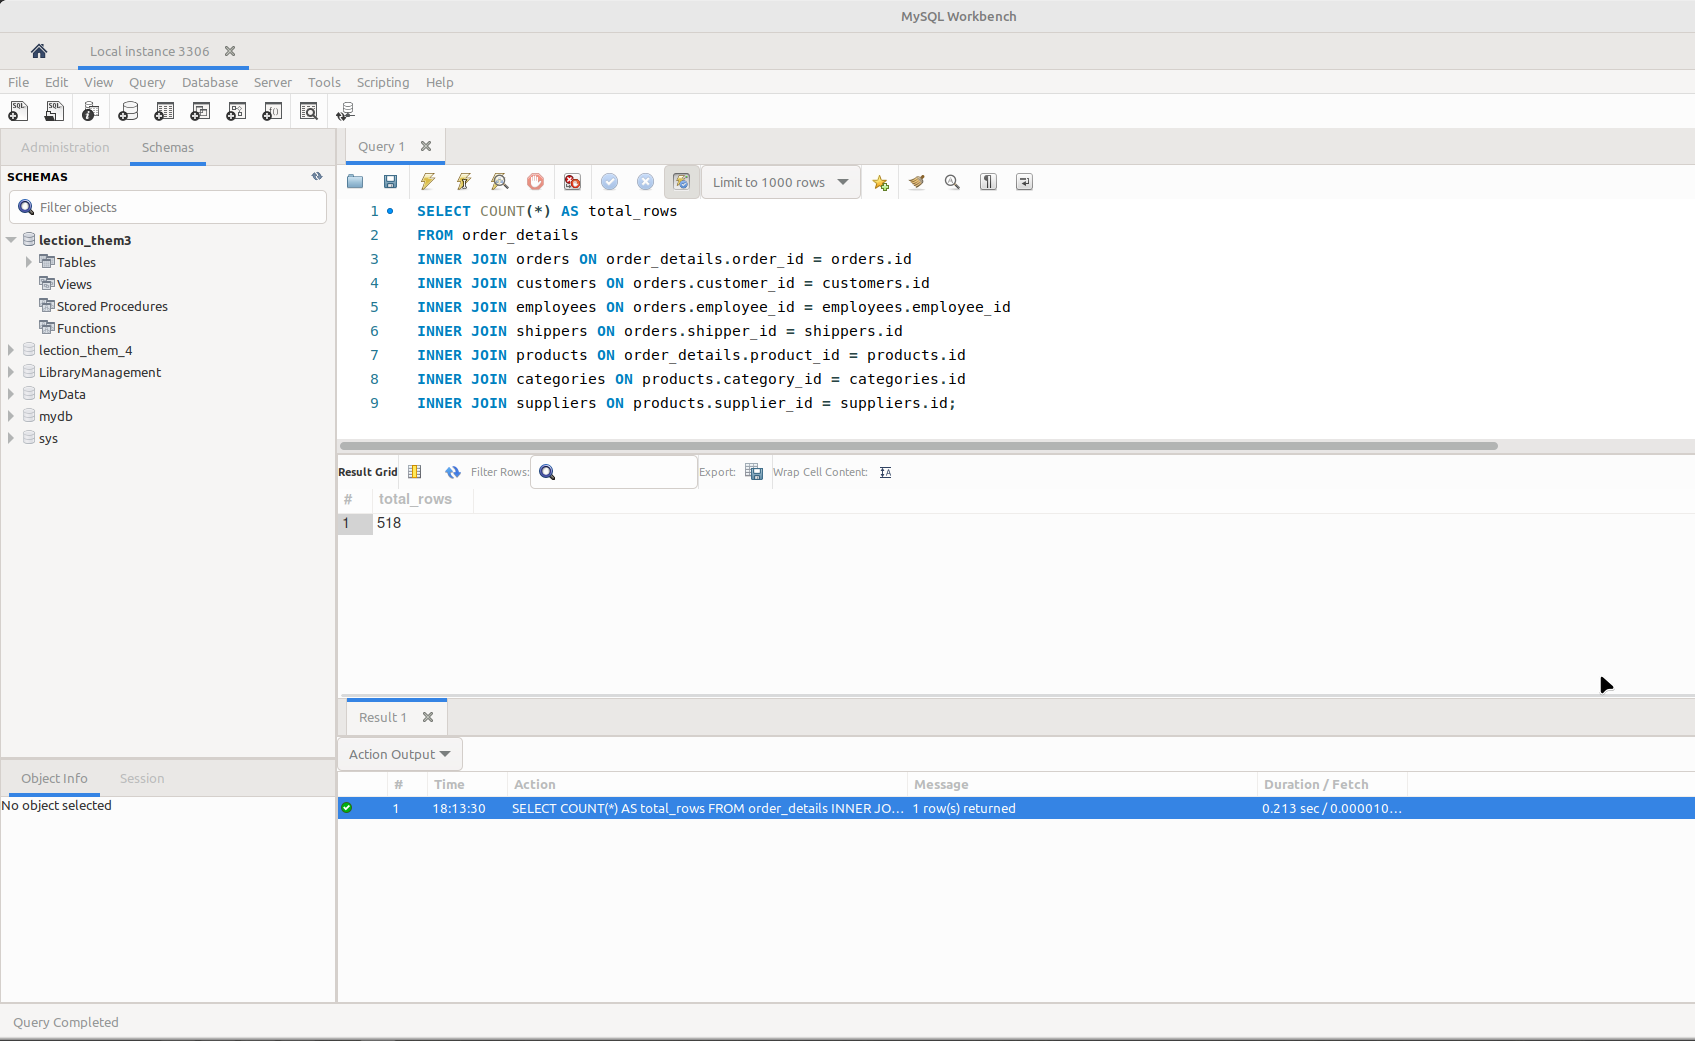 MySQL Workbench
Local instance 3306
File Edit View Query Database Server Tools Scripting Help
Administration Schemas
SCHEMAS
Filter objects
lection_them3
Tables
Views
Stored Procedures
Functions
lection_them_4
LibraryManagement
MyData
mydb
sys
Object Info Session
No object selected
Query 1
Limit to 1000 rows
1 SELECT COUNT(*) AS total_rows
2 FROM order_details
3 INNER JOIN orders ON order_details.order_id = orders.id
4 INNER JOIN customers ON orders.customer_id = customers.id
5 INNER JOIN employees ON orders.employee_id = employees.employee_id
6 INNER JOIN shippers ON orders.shipper_id = shippers.id
7 INNER JOIN products ON order_details.product_id = products.id
8 INNER JOIN categories ON products.category_id = categories.id
9 INNER JOIN suppliers ON products.supplier_id = suppliers.id;
Result Grid Filter Rows: Export: Wrap Cell Content:
# total_rows
1 518
Result 1
Action Output
# Time Action Message Duration / Fetch
1 18:13:30 SELECT COUNT(*) AS total_rows FROM order_details INNER JO... 1 row(s) returned 0.213 sec / 0.000010...
Query Completed